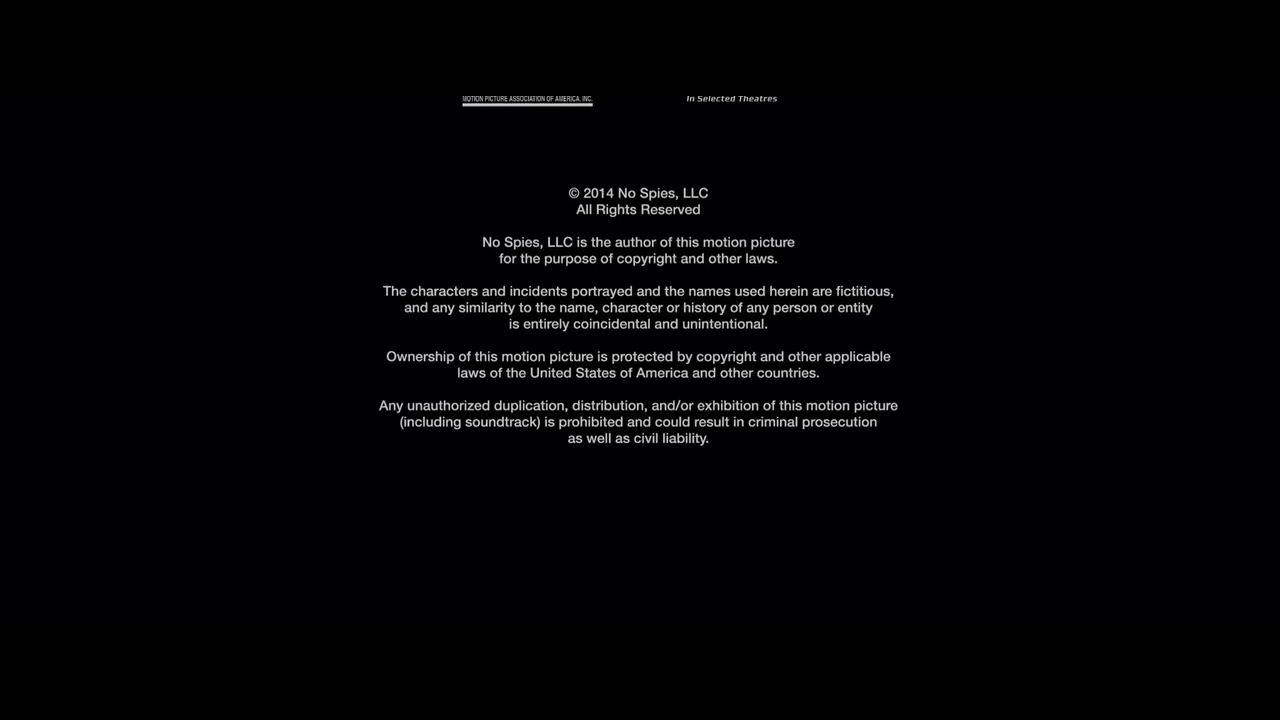 MOTION PICTURE ASSOCIATION OF AMERICA, INC.
In Selected Theatres
© 2014 No Spies, LLC
All Rights Reserved
No Spies, LLC is the author of this motion picture
for the purpose of copyright and other laws.
The characters and incidents portrayed and the names used herein are fictitious,
and any similarity to the name, character or history of any person or entity
is entirely coincidental and unintentional.
Ownership of this motion picture is protected by copyright and other applicable
laws of the United States of America and other countries.
Any unauthorized duplication, distribution, and/or exhibition of this motion picture
(including soundtrack) is prohibited and could result in criminal prosecution
as well as civil liability.